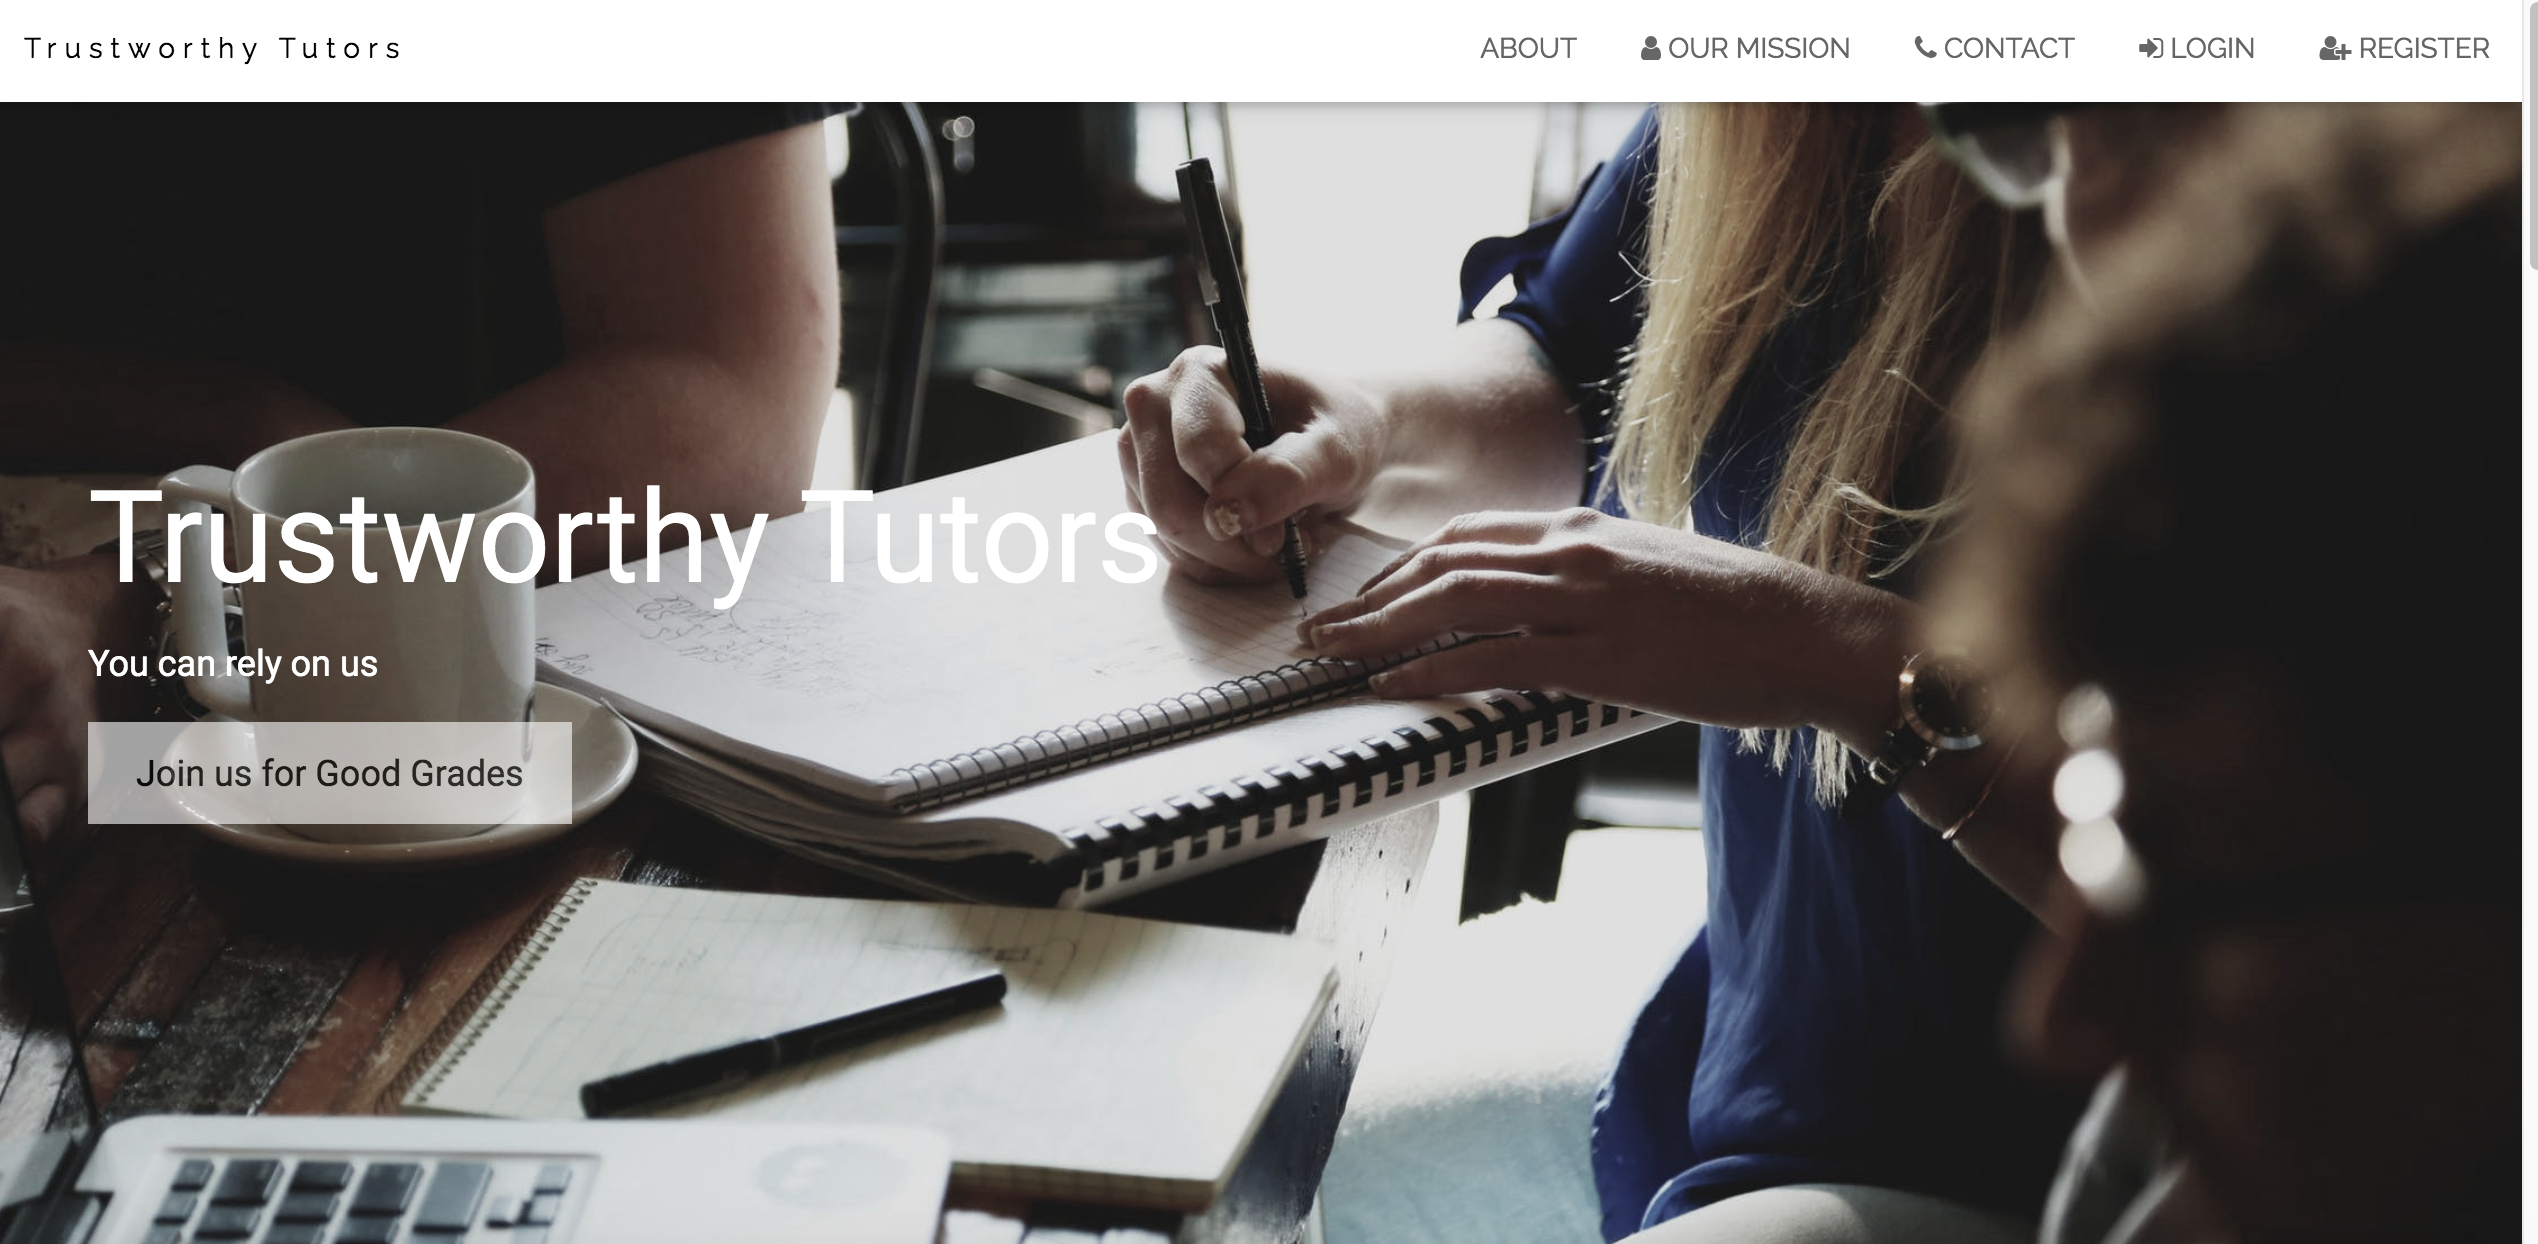 Trustworthy Tutors
ABOUT OUR MISSION CONTACT LOGIN REGISTER
Trustworthy Tutors
You can rely on us
Join us for Good Grades